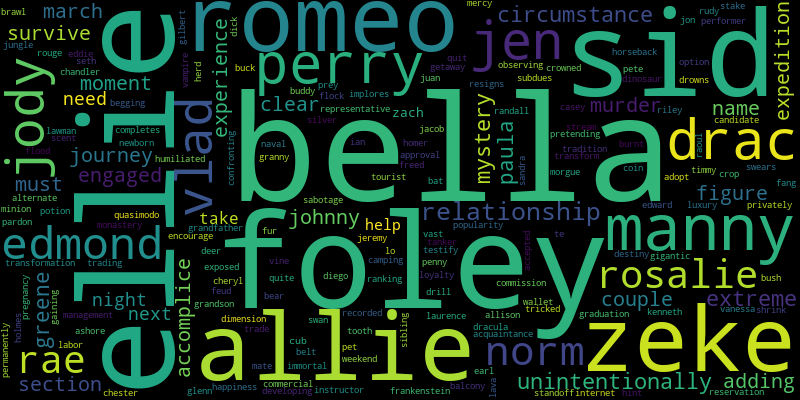 brawl
march
survive
jungle
rouge
eddie
seth
chandler
moment
need
begging
lawman
scent
flood
completes
newborn
humiliated
journey
jody
ellie
engaged
must
alternate
minion
pardon
potion
quasimodo
monastery
encourage
edmond
transformation
trading
night
next
greene
gaining
pregnancy
holmes
management
ashore
labor
rae
section
permanently
chester
glenn
accomplice
romeo
gilbert
vampire
herd
dick
buck
experience
perry
clear
vlad
confronting
granny
naval
silver
buddy
prey
flock
representative
implores
juan
zach
ian
homer
approval
freed
jacob
bat
tourist
sabotage
take
grandfather
johnny
help
relationship
bella
foley
fur
deer
exposed
cheryl
feud
grandson
quite
vine
bear
lo
jeremy
camping
diego
ranking
vast
tanker
testify
penny
loyalty
drill
popularity
te
accepted
commission
wallet
tricked
dimension
trade
swan
recorded
tooth
cub
belt
pet
weekend
mate
immortal
sibling
laurence
allison
dracula
acquaintance
allie
happiness
commercial
developing
instructor
frankenstein
balcony
earl
lava
norm
unintentionally
standoff
internet
hint
adding
reservation
mercy
jen
quit
getaway
observing
resigns
subdues
crowned
horseback
circumstance
jon
rudy
stake
performer
pete
dinosaur
option
drowns
sid
expedition
mystery
paula
randall
casey
murder
riley
name
candidate
pretending
stream
burnt
tradition
transform
morgue
sandra
coin
drac
raoul
timmy
swears
adopt
crop
fang
figure
edward
luxury
privately
manny
destiny
gigantic
rosalie
bush
couple
extreme
graduation
kenneth
vanessa
shrink
zeke